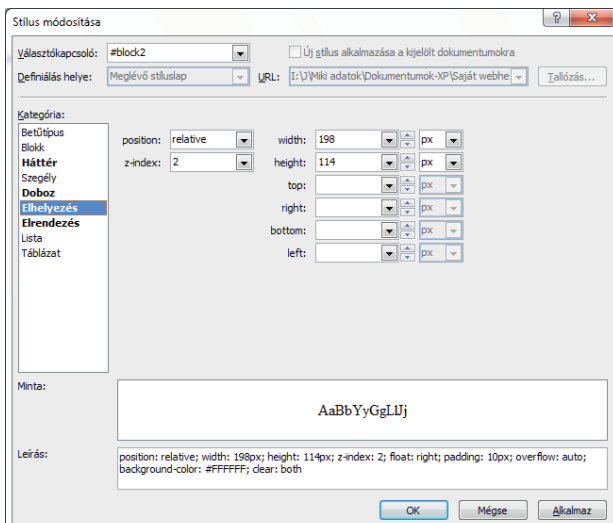 Stílus módosítása
Választókapcsoló: #block2 Új stílus alkalmazása a kijelölt dokumentumokra
Definiálás helye: Meglévő stíluslap URL: I:\J\Miki adatok\Dokumentumok-XP\Saját webhe Tallózás...
Kategória:
Betűtípus
Blokk
Háttér
Szegély
Doboz
Elhelyezés
Elrendezés
Lista
Táblázat
position: relative width: 198 px
z-index: 2 height: 114 px
top: px
right: px
bottom: px
left: px
Minta:
AaBbYyGgLlJj
Leírás:
position: relative; width: 198px; height: 114px; z-index: 2; float: right; padding: 10px; overflow: auto;
background-color: #FFFFFF; clear: both
OK Mégse Alkalmaz